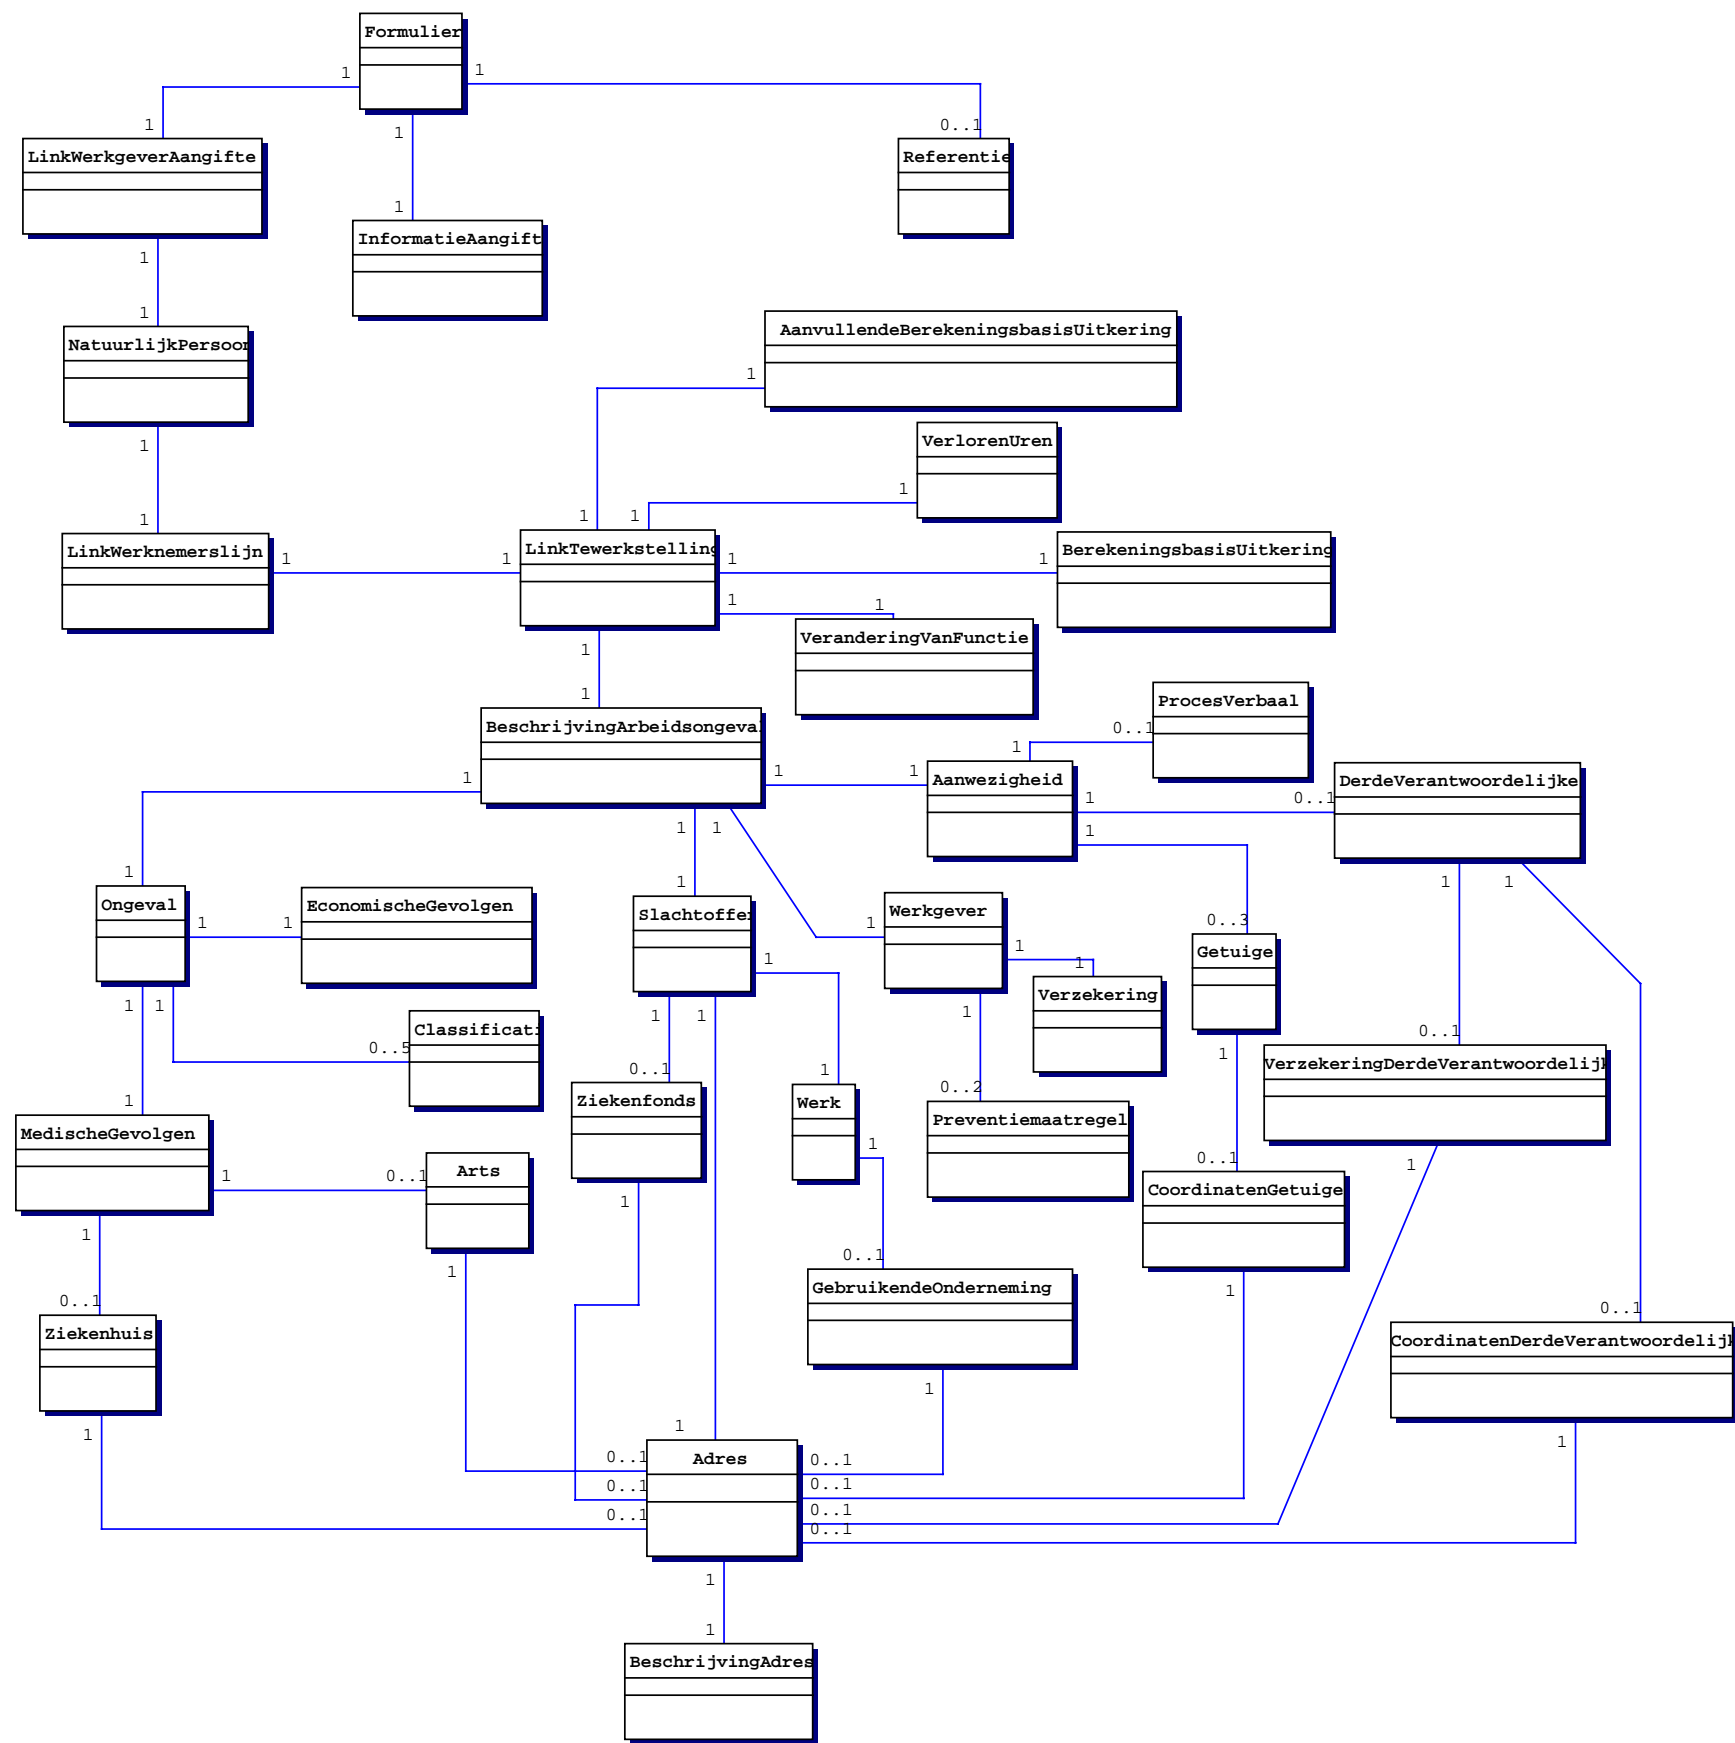 Formulier
1
1
1
1
0..1
LinkWerkgeverAangifte
Referentie
1
1
InformatieAangift
1
NatuurlijkPersoon
AanvullendeBerekeningsbasisUitkering
1
VerlorenUren
1
1
1
1
1
LinkWerknemerslijn
LinkTewerkstelling
BerekeningsbasisUitkering
1
1
1
1
1
1
VeranderingVanFunctie
1
1
ProcesVerbaal
BeschrijvingArbeidsongeval
0..1
1
1
1
1
Aanwezigheid
DerdeVerantwoordelijke
1
0..1
1
1
1
1
1
1
1
Ongeval
EconomischeGevolgen
Slachtoffer
Werkgever
1
1
1
0..3
1
1
1
Getuige
1
Verzekering
1
1
1
1
1
Classificati
0..1
0..5
1
VerzekeringDerdeVerantwoordelijk
0..1
1
0..2
1
Ziekenfonds
Werk
Preventiemaatregel
MedischeGevolgen
1
0..1
1
0..1
Arts
1
CoordinatenGetuige
1
1
1
0..1
GebruikendeOnderneming
1
0..1
0..1
Ziekenhuis
CoordinatenDerdeVerantwoordelijk
1
1
1
1
0..1
Adres
0..1
0..1
0..1
0..1
0..1
0..1
1
1
BeschrijvingAdres